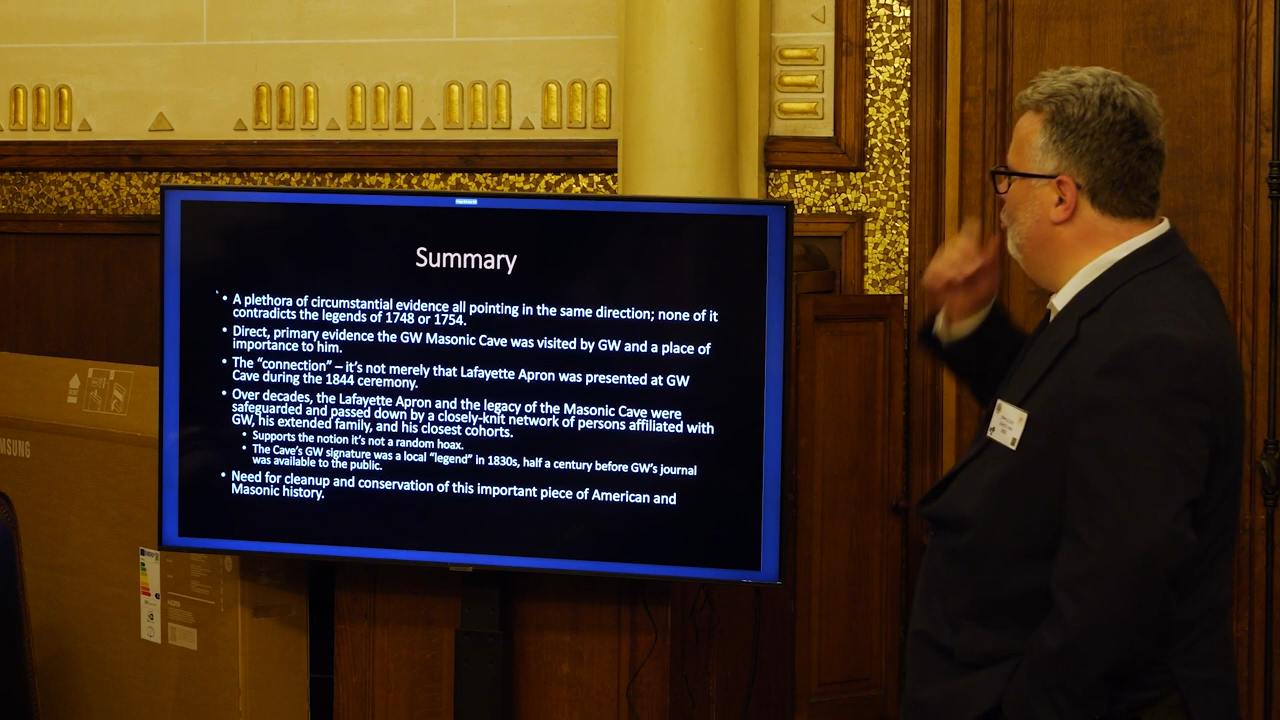 Summary
• A plethora of circumstantial evidence all pointing in the same direction; none of it
contradicts the legends of 1748 or 1754.
• Direct, primary evidence the GW Masonic Cave was visited by GW and a place of
importance to him.
• The “connection” – it’s not merely that Lafayette Apron was presented at GW
Cave during the 1844 ceremony.
• Over decades, the Lafayette Apron and the legacy of the Masonic Cave were
safeguarded and passed down by a closely-knit network of persons affiliated with
GW, his extended family, and his closest cohorts.
• Supports the notion it’s not a random hoax.
• The Cave’s GW signature was a local “legend” in 1830s, half a century before GW’s journal
was available to the public.
• Need for cleanup and conservation of this important piece of American and
Masonic history.
MSUNG